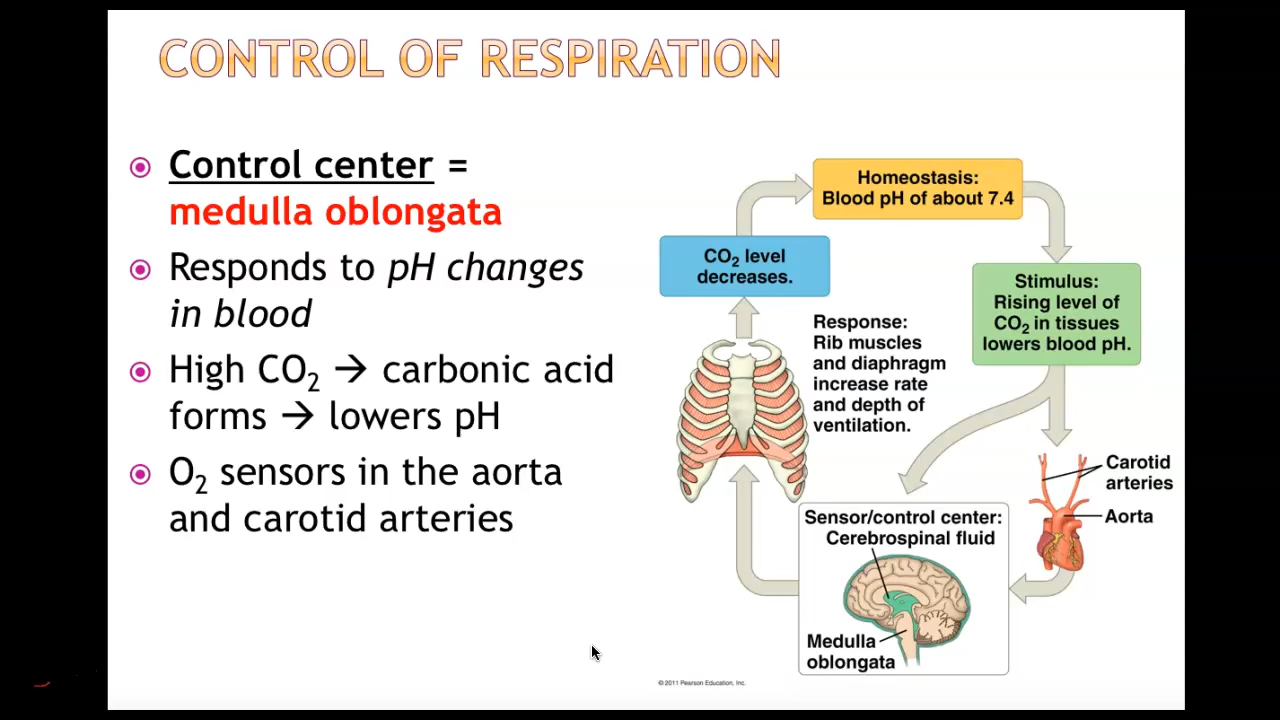 CONTROL OF RESPIRATION
Control center =
medulla oblongata
Responds to pH changes
in blood
High CO₂ → carbonic acid
forms → lowers pH
O₂ sensors in the aorta
and carotid arteries
Homeostasis:
Blood pH of about 7.4
CO₂ level
decreases.
Stimulus:
Rising level of
CO₂ in tissues
lowers blood pH.
Response:
Rib muscles
and diaphragm
increase rate
and depth of
ventilation.
Carotid
arteries
Aorta
Sensor/control center:
Cerebrospinal fluid
Medulla
oblongata
© 2011 Pearson Education, Inc.